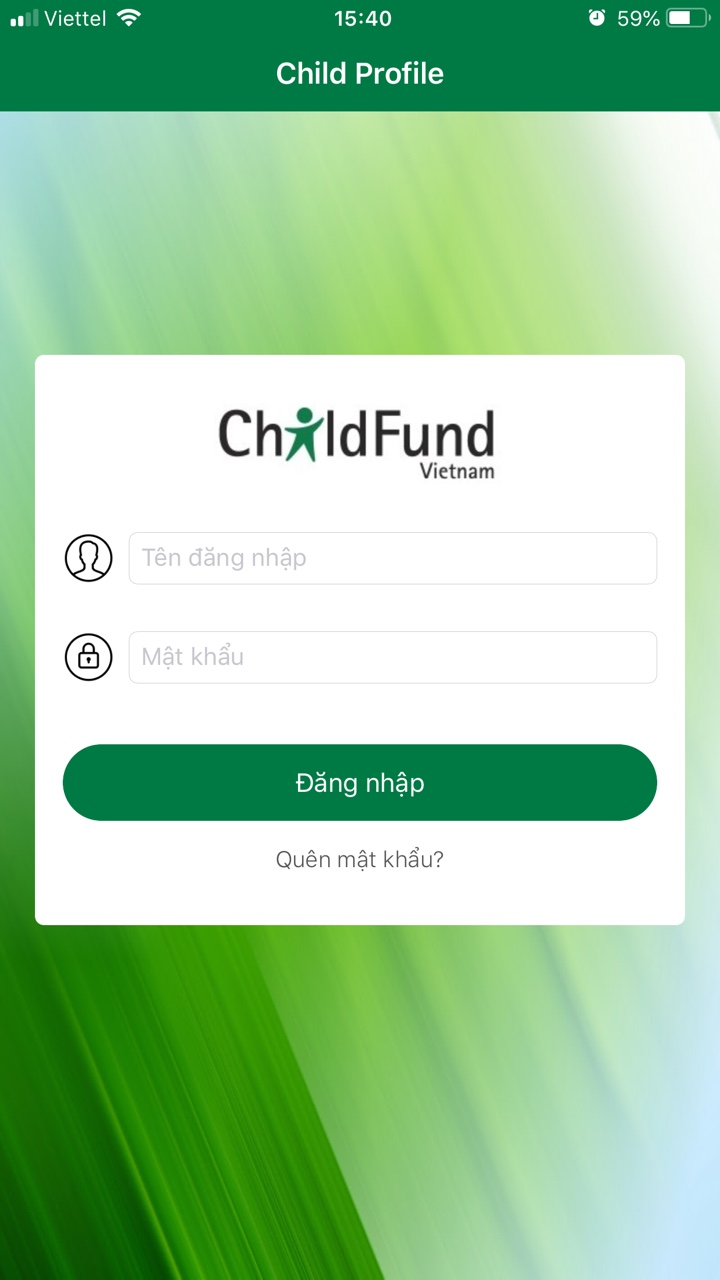 Viettel 15:40 59%
Child Profile
ChildFund
Vietnam
Tên đăng nhập
Mật khẩu
Đăng nhập
Quên mật khẩu?